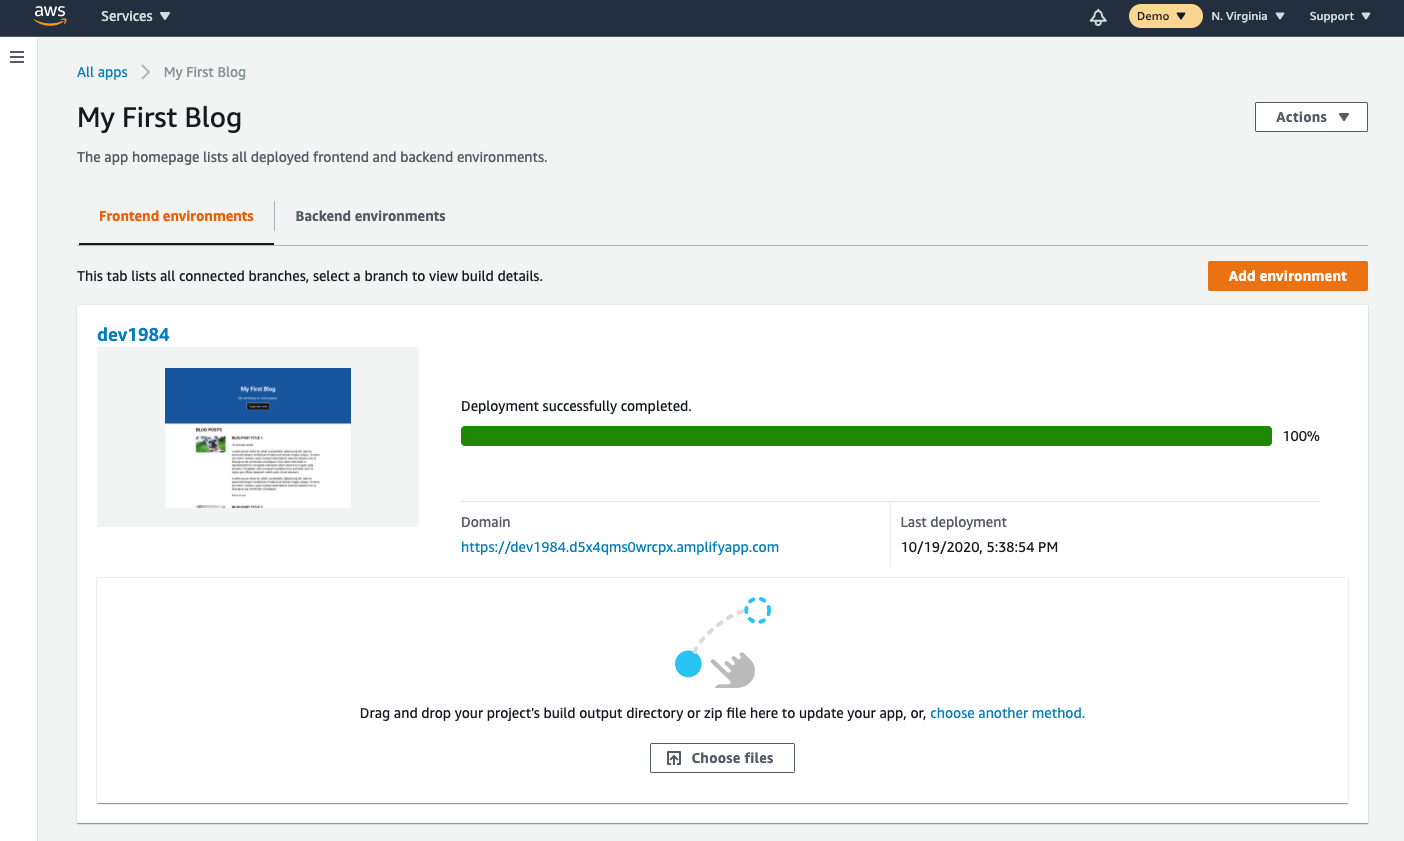 aws
Services
Demo
N. Virginia
Support
All apps
My First Blog
My First Blog
Actions
The app homepage lists all deployed frontend and backend environments.
Frontend environments
Backend environments
This tab lists all connected branches, select a branch to view build details.
Add environment
dev1984
My First Blog
BLOG POSTS
BLOG POST TITLE 1
Deployment successfully completed.
100%
Domain
https://dev1984.d5x4qms0wrcpx.amplifyapp.com
Last deployment
10/19/2020, 5:38:54 PM
Drag and drop your project's build output directory or zip file here to update your app, or, choose another method.
Choose files